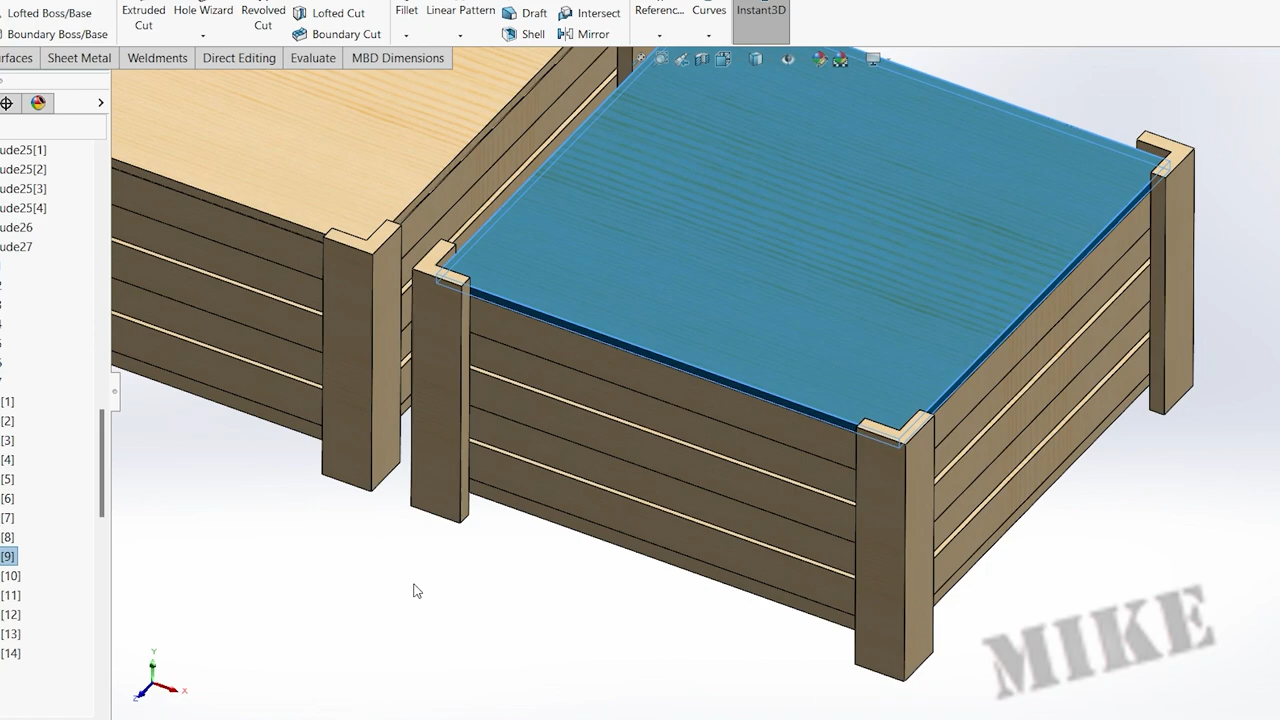 Lofted Boss/Base
Boundary Boss/Base
Extruded Cut
Hole Wizard
Revolved Cut
Lofted Cut
Boundary Cut
Fillet
Linear Pattern
Draft
Shell
Intersect
Mirror
Referenc...
Curves
Instant3D
rfaces
Sheet Metal
Weldments
Direct Editing
Evaluate
MBD Dimensions
ude25[1]
ude25[2]
ude25[3]
ude25[4]
ude26
ude27
[1]
[2]
[3]
[4]
[5]
[6]
[7]
[8]
[9]
[10]
[11]
[12]
[13]
[14]
Y
X
Z
MIKE